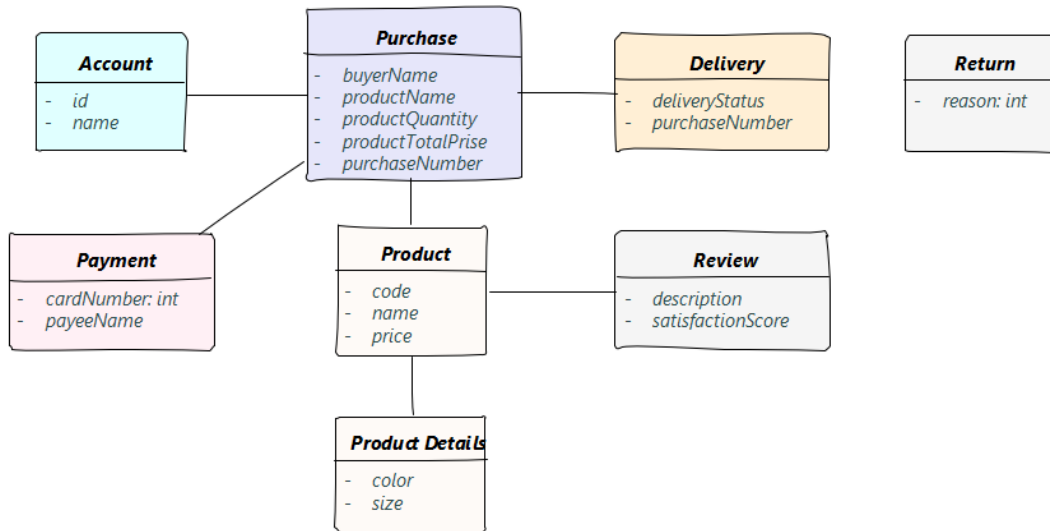 Account
- id
- name
Purchase
- buyerName
- productName
- productQuantity
- productTotalPrise
- purchaseNumber
Delivery
- deliveryStatus
- purchaseNumber
Return
- reason: int
Payment
- cardNumber: int
- payeeName
Product
- code
- name
- price
Review
- description
- satisfactionScore
Product Details
- color
- size